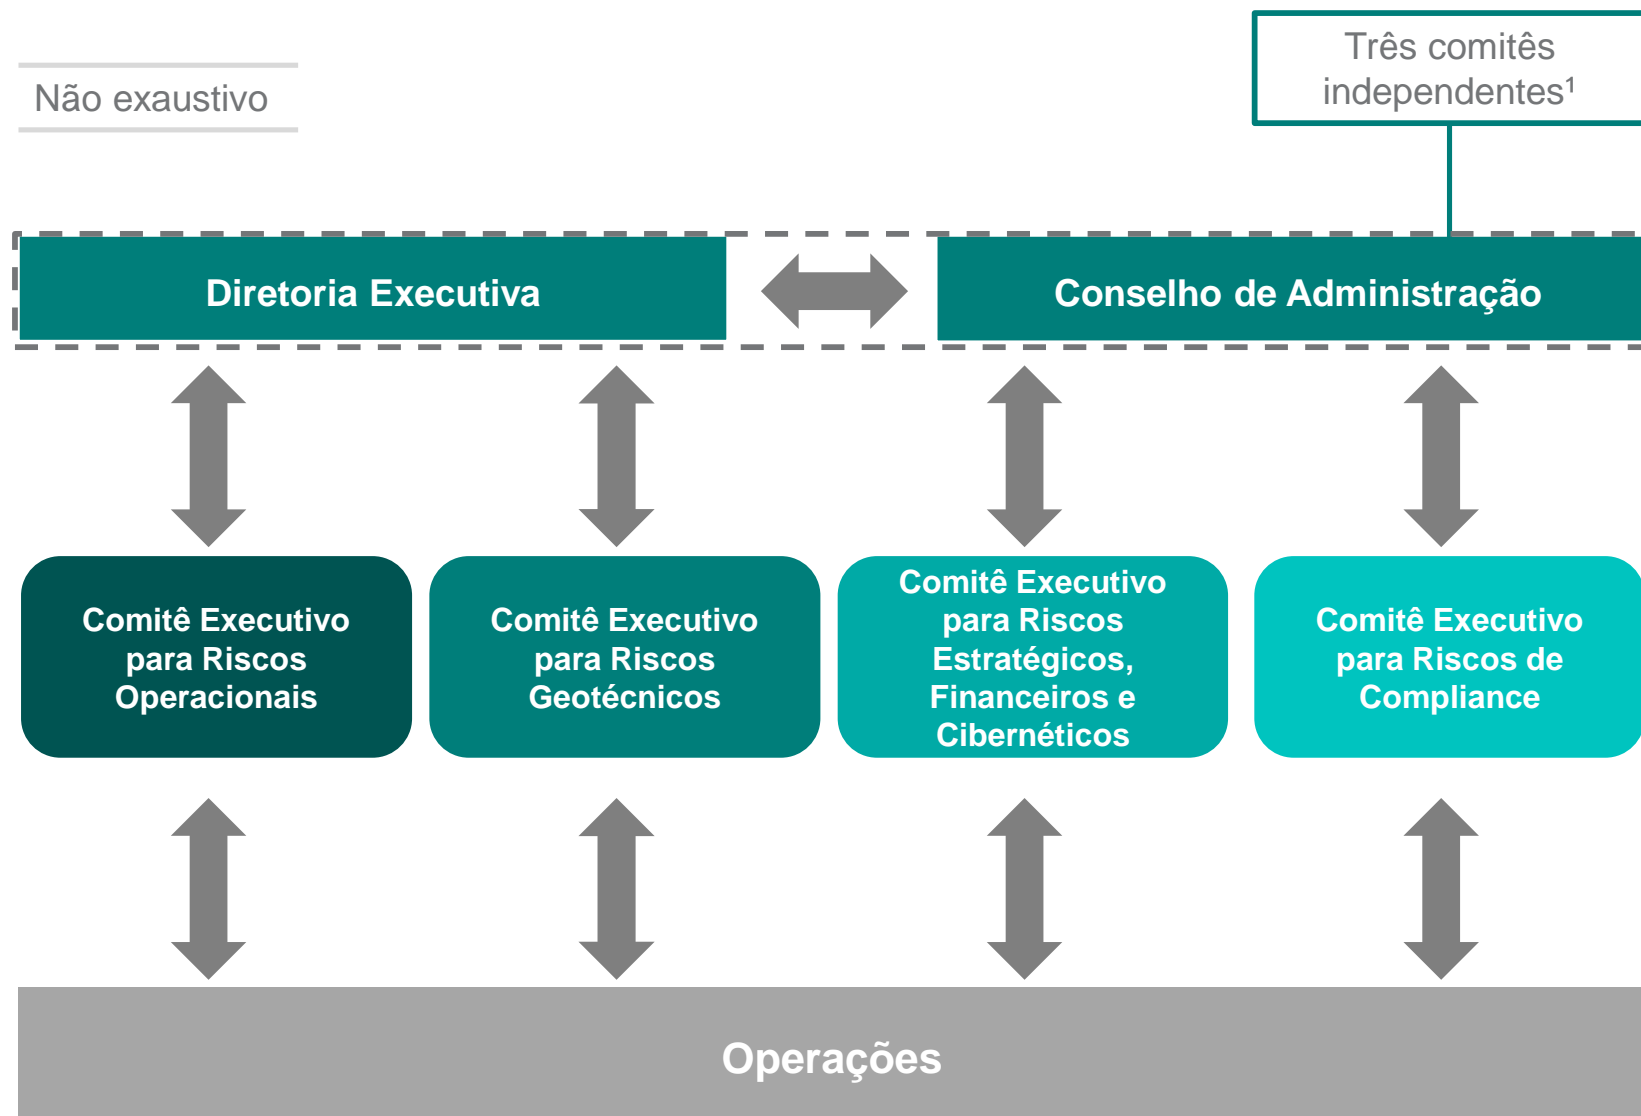 Não exaustivo
Três comitês
independentes¹
Diretoria Executiva
Conselho de Administração
Comitê Executivo
para Riscos
Operacionais
Comitê Executivo
para Riscos
Geotécnicos
Comitê Executivo
para Riscos
Estratégicos,
Financeiros e
Cibernéticos
Comitê Executivo
para Riscos de
Compliance
Operações